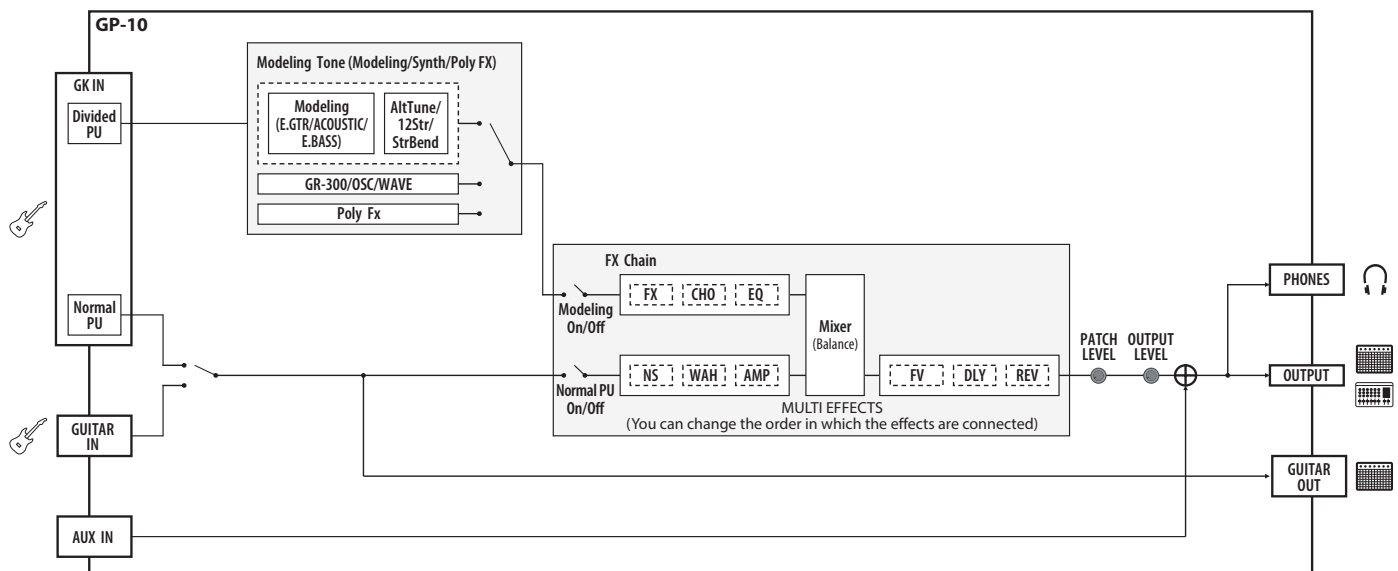 GP-10
Modeling Tone (Modeling/Synth/Poly FX)
GK IN
Divided
PU
Modeling
(E.GTR/ACOUSTIC/
E.BASS)
AltTune/
12Str/
StrBend
GR-300/OSC/WAVE
Poly Fx
Normal
PU
GUITAR
IN
AUX IN
FX Chain
Modeling
On/Off
FX
CHO
EQ
Mixer
(Balance)
Normal PU
On/Off
NS
WAH
AMP
FV
DLY
REV
MULTI EFFECTS
(You can change the order in which the effects are connected)
PATCH
LEVEL
OUTPUT
LEVEL
PHONES
OUTPUT
GUITAR
OUT